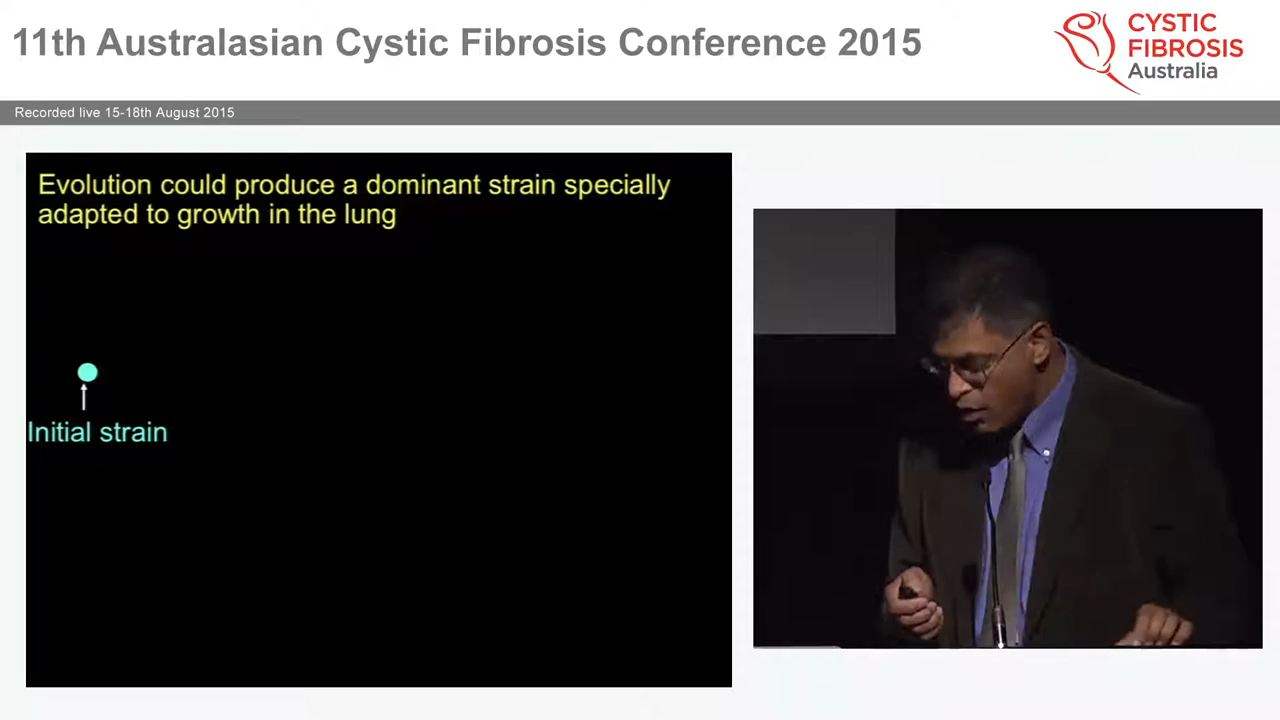 11th Australasian Cystic Fibrosis Conference 2015
CYSTIC
FIBROSIS
Australia
Recorded live 15-18th August 2015
Evolution could produce a dominant strain specially
adapted to growth in the lung
Initial strain